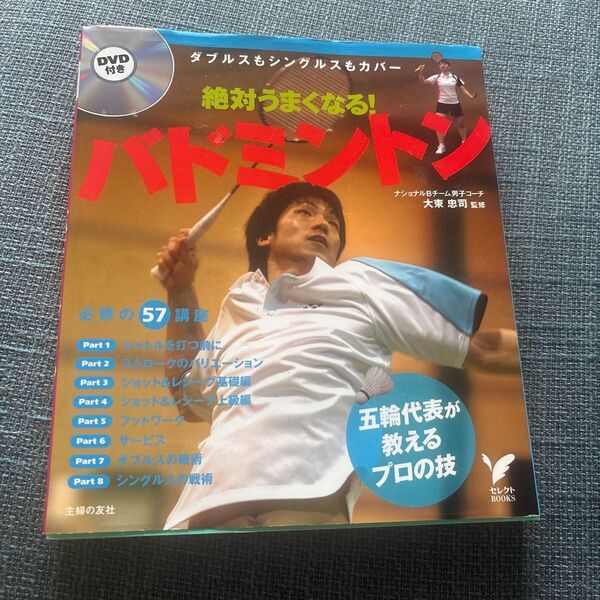 DVD
付き
ダブルスもシングルスもカバー
絶対うまくなる!
バドミントン
ナショナルBチーム男子コーチ
大束 忠司 監修
必修の57講座
Part 1 シャトルを打つ前に
Part 2 ストロークのバリエーション
Part 3 ショット&レシーブ基礎編
Part 4 ショット&レシーブ上級編
Part 5 フットワーク
Part 6 サービス
Part 7 ダブルスの戦術
Part 8 シングルスの戦術
五輪代表が
教える
プロの技
セレクト
BOOKS
主婦の友社